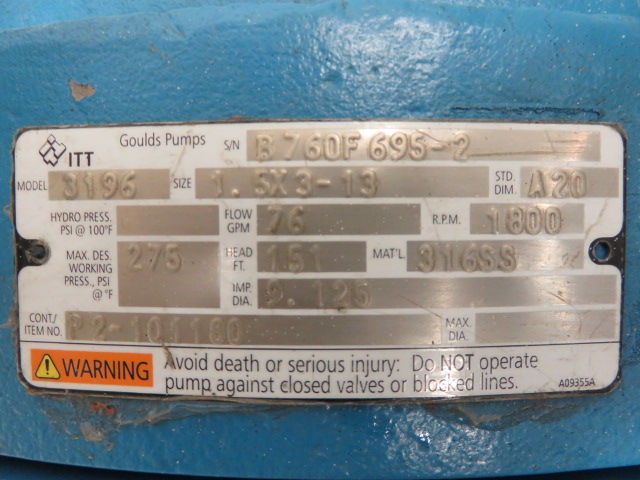 ITT Goulds Pumps S/N B760F695-2
MODEL 3196 SIZE 1.5X3-13 STD. DIM. A20
HYDRO PRESS. PSI @ 100°F FLOW GPM 76 R.P.M. 1800
MAX. DES. WORKING PRESS., PSI @ °F 275 HEAD FT. 151 MAT'L. 316SS
IMP. DIA. 9.125
CONT./ ITEM NO. MAX. DIA.
WARNING Avoid death or serious injury: Do NOT operate
pump against closed valves or blocked lines. A09355A